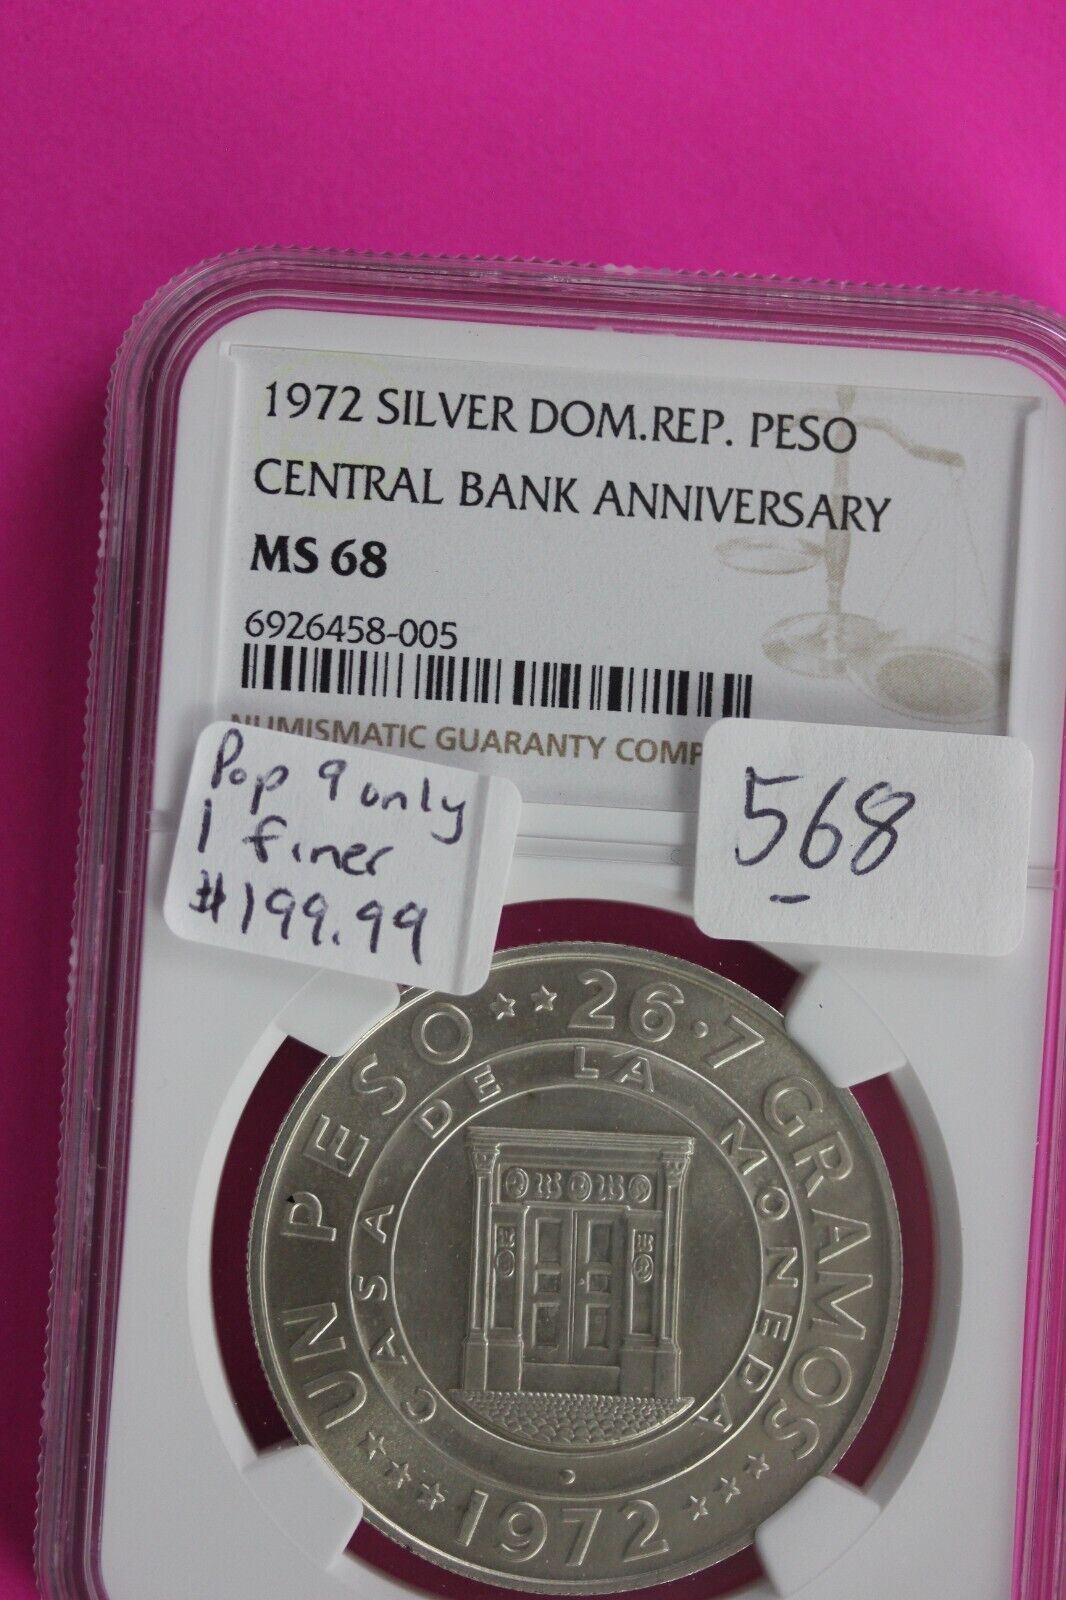 1972 SILVER DOM.REP. PESO
CENTRAL BANK ANNIVERSARY
MS 68
6926458-005
NUMISMATIC GUARANTY COMP
Pop 9 only
1 finer
$199.99
568
UN PESO ★★ 26·7 GRAMOS ★★★ 1972 ★★★
CASA DE LA MONEDA